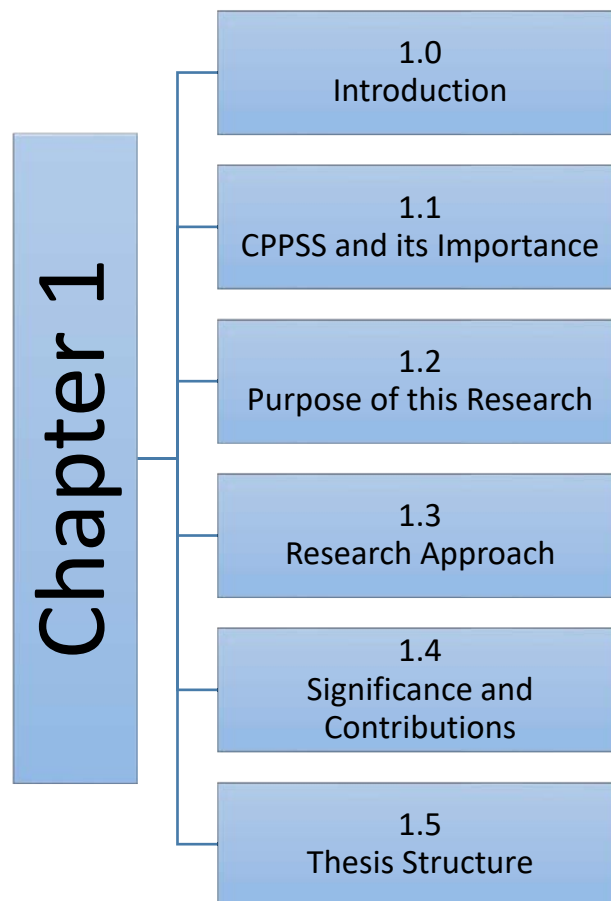 Chapter 1
1.0
Introduction
1.1
CPPSS and its Importance
1.2
Purpose of this Research
1.3
Research Approach
1.4
Significance and
Contributions
1.5
Thesis Structure